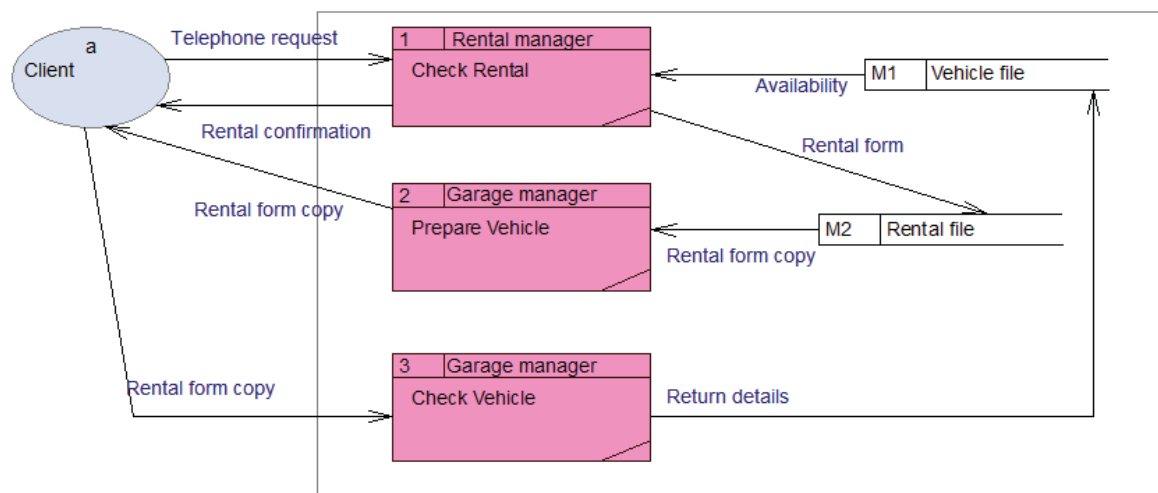 a
Client
Telephone request
1 Rental manager
Check Rental
M1 Vehicle file
Availability
Rental confirmation
Rental form
2 Garage manager
Prepare Vehicle
Rental form copy
M2 Rental file
Rental form copy
3 Garage manager
Check Vehicle
Rental form copy
Return details